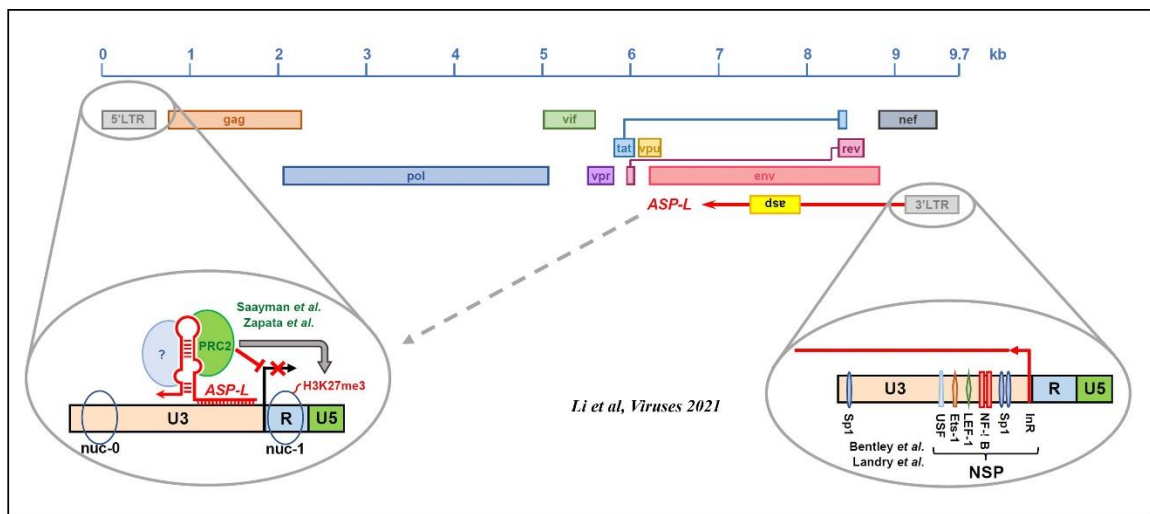 0 1 2 3 4 5 6 7 8 9 9.7 kb
5'LTR gag vif nef
tat vpu rev
pol vpr env
ASP-L asp 3'LTR
Saayman et al.
Zapata et al.
? PRC2
ASP-L H3K27me3
U3 R U5
nuc-0 nuc-1
Li et al, Viruses 2021
U3 R U5
Sp1 USF Ets-1 LEF-1 NF-! B Sp1 InR
Bentley et al.
Landry et al.
NSP